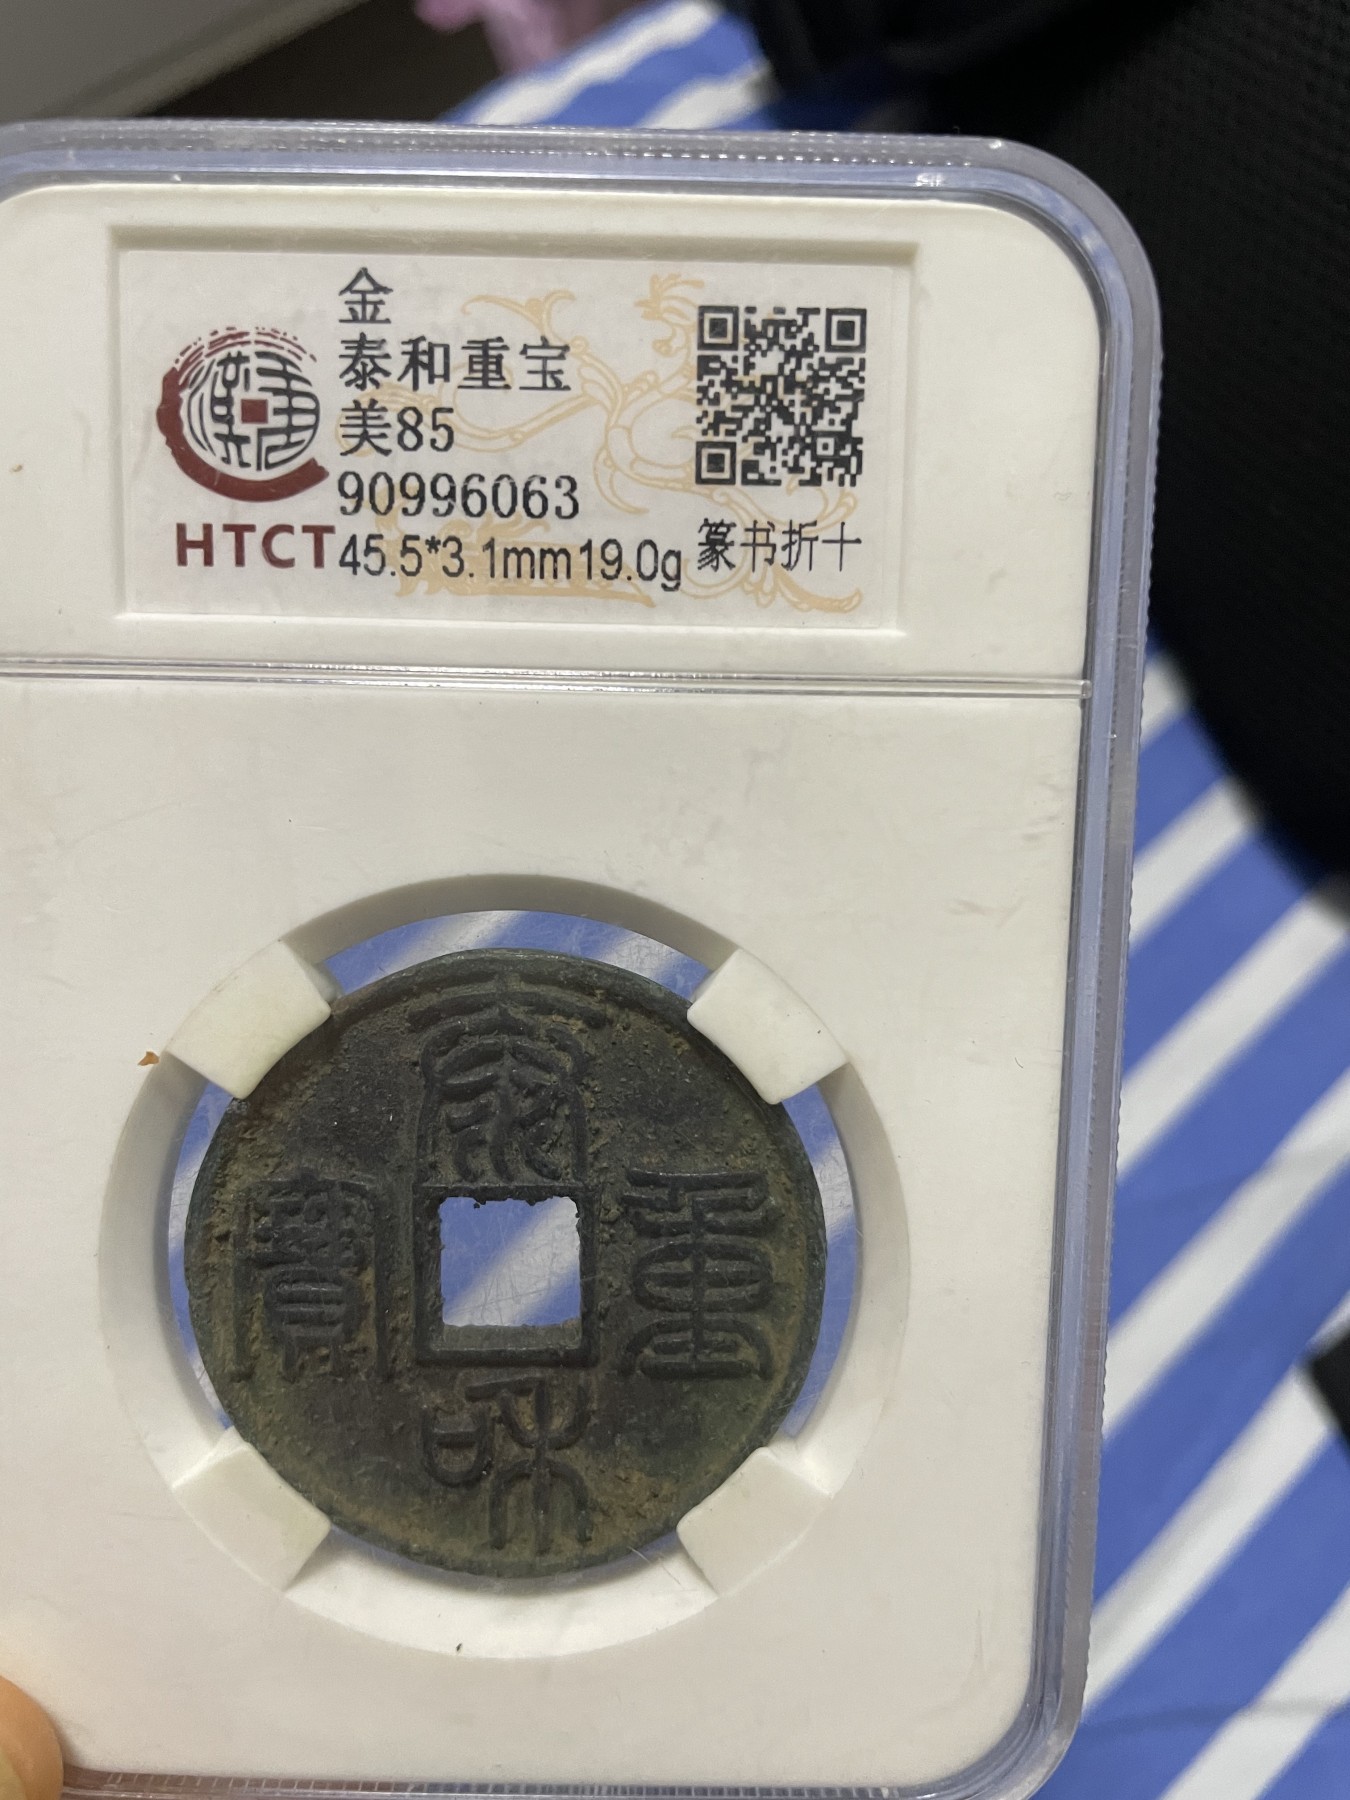 金
泰和重宝
美85
90996063
HTCT 45.5*3.1mm 19.0g 篆书折十
泰
重
和
寶